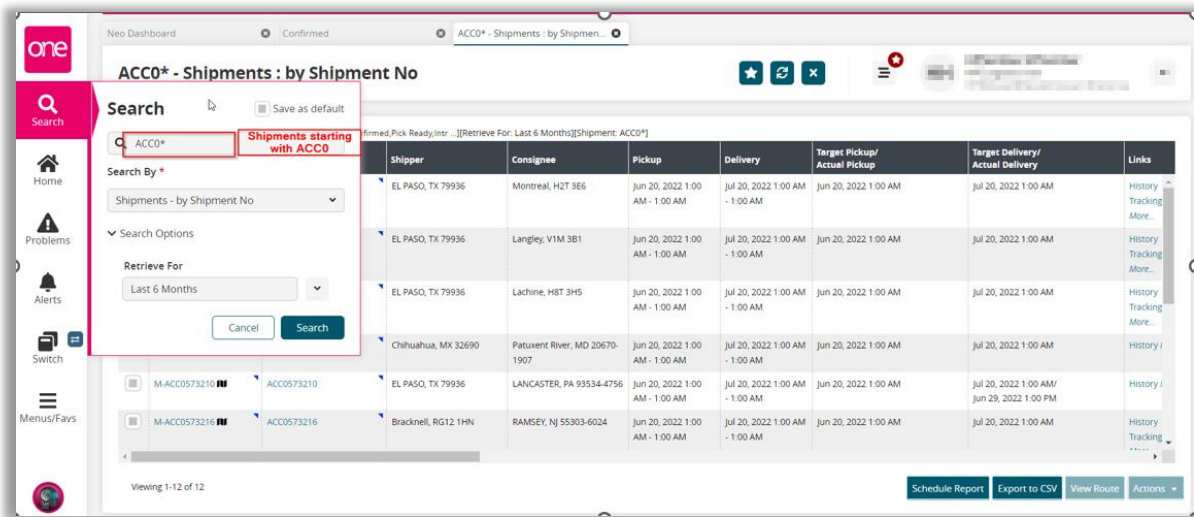 one
Neo Dashboard
Confirmed
ACC0* - Shipments : by Shipmen...
ACC0* - Shipments : by Shipment No
Search
Home
Problems
Alerts
Switch
Menus/Favs
Search
Save as default
ACC0*
Shipments starting
with ACC0
Search By *
Shipments - by Shipment No
Search Options
Retrieve For
Last 6 Months
Cancel
Search
firmed,Pick Ready,Intr ...][Retrieve For: Last 6 Months][Shipment: ACC0*]
Shipper Consignee Pickup Delivery Target Pickup/ Target Delivery/ Links
Actual Pickup Actual Delivery
EL PASO, TX 79936 Montreal, H2T 3E6 Jun 20, 2022 1:00 Jul 20, 2022 1:00 AM Jun 20, 2022 1:00 AM Jul 20, 2022 1:00 AM History
AM - 1:00 AM - 1:00 AM Tracking
More...
EL PASO, TX 79936 Langley, V1M 3B1 Jun 20, 2022 1:00 Jul 20, 2022 1:00 AM Jun 20, 2022 1:00 AM Jul 20, 2022 1:00 AM History
AM - 1:00 AM - 1:00 AM Tracking
More...
EL PASO, TX 79936 Lachine, H8T 3H5 Jun 20, 2022 1:00 Jul 20, 2022 1:00 AM Jun 20, 2022 1:00 AM Jul 20, 2022 1:00 AM History
AM - 1:00 AM - 1:00 AM Tracking
More...
Chihuahua, MX 32690 Patuxent River, MD 20670- Jun 20, 2022 1:00 Jul 20, 2022 1:00 AM Jun 20, 2022 1:00 AM Jul 20, 2022 1:00 AM History
1907 AM - 1:00 AM - 1:00 AM
M-ACC0573210 ACC0573210 EL PASO, TX 79936 LANCASTER, PA 93534-4756 Jun 20, 2022 1:00 Jul 20, 2022 1:00 AM Jun 20, 2022 1:00 AM Jul 20, 2022 1:00 AM/ History
AM - 1:00 AM - 1:00 AM Jun 29, 2022 1:00 PM
M-ACC0573216 ACC0573216 Bracknell, RG12 1HN RAMSEY, NJ 55303-6024 Jun 20, 2022 1:00 Jul 20, 2022 1:00 AM Jun 20, 2022 1:00 AM Jul 20, 2022 1:00 AM History
AM - 1:00 AM - 1:00 AM Tracking
Viewing 1-12 of 12
Schedule Report Export to CSV View Route Actions